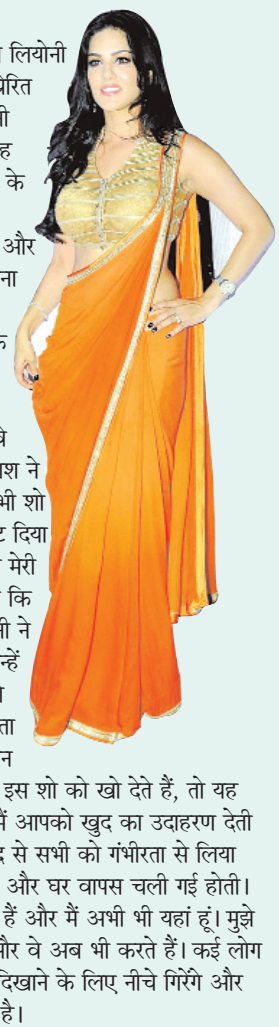 लियोनी
प्रेरित
के
और
ना
ने
भी शो
दिया
मेरी
कि
ने
न्हें
ता
न
इस शो को खो देते हैं, तो यह
मैं आपको खुद का उदाहरण देती
से सभी को गंभीरता से लिया
और घर वापस चली गई होती।
हैं और मैं अभी भी यहां हूं। मुझे
और वे अब भी करते हैं। कई लोग
दिखाने के लिए नीचे गिरेंगे और
है।